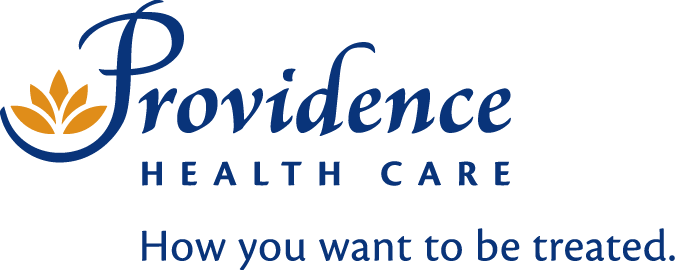 Providence
HEALTH CARE
How you want to be treated.